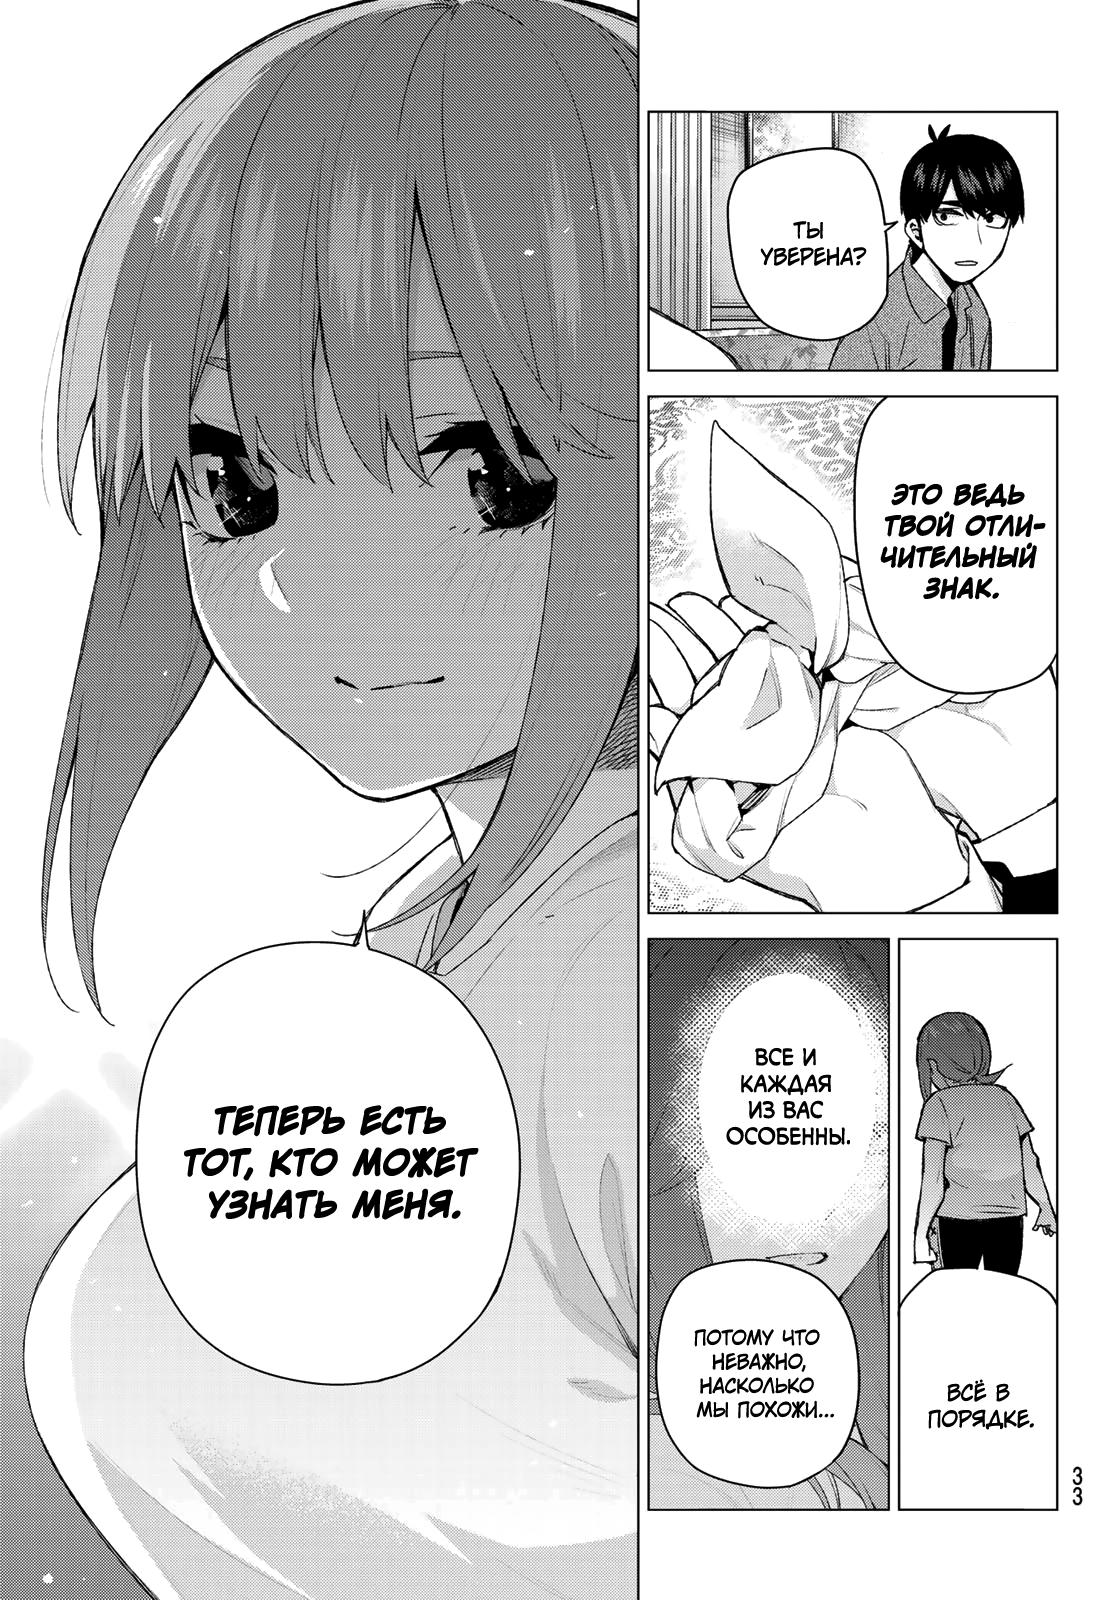 ТЫ
УВЕРЕНА?
ЭТО ВЕДЬ
ТВОЙ ОТЛИ-
ЧИТЕЛЬНЫЙ
ЗНАК.
ВСЁ В
ПОРЯДКЕ.
ВСЕ И
КАЖДАЯ
ИЗ ВАС
ОСОБЕННЫ.
ПОТОМУ ЧТО
НЕВАЖНО,
НАСКОЛЬКО
МЫ ПОХОЖИ...
ТЕПЕРЬ ЕСТЬ
ТОТ, КТО МОЖЕТ
УЗНАТЬ МЕНЯ.
33